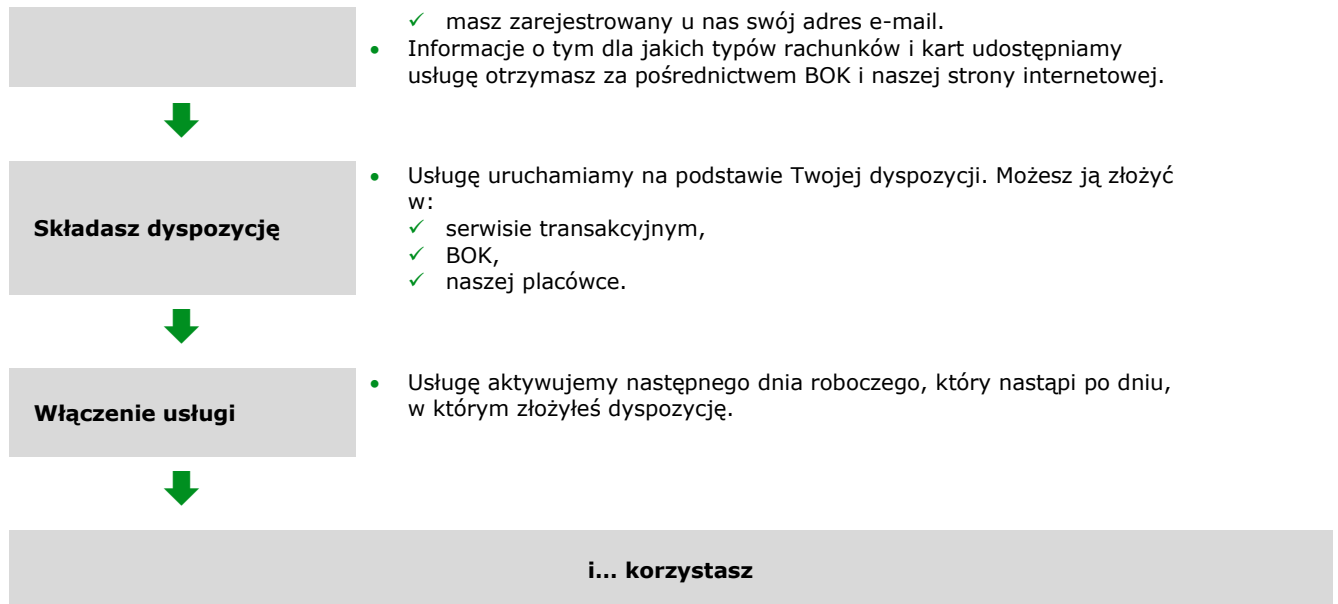 ✓ masz zarejestrowany u nas swój adres e-mail.
• Informacje o tym dla jakich typów rachunków i kart udostępniamy
usługę otrzymasz za pośrednictwem BOK i naszej strony internetowej.
Składasz dyspozycję
• Usługę uruchamiamy na podstawie Twojej dyspozycji. Możesz ją złożyć
w:
✓ serwisie transakcyjnym,
✓ BOK,
✓ naszej placówce.
Włączenie usługi
• Usługę aktywujemy następnego dnia roboczego, który nastąpi po dniu,
w którym złożyłeś dyspozycję.
i... korzystasz